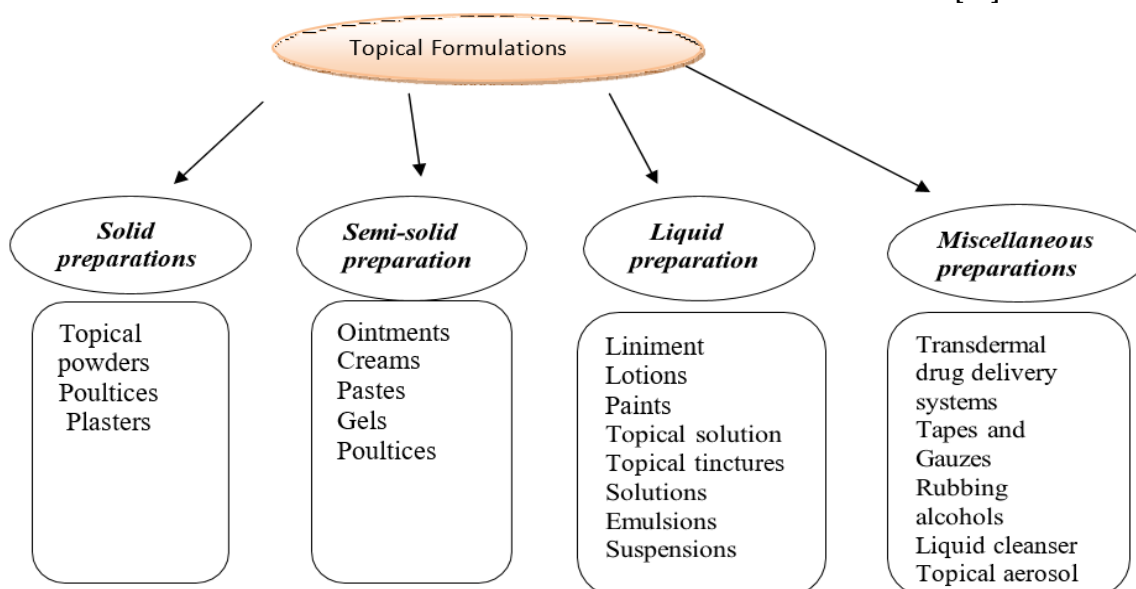 Topical Formulations
Solid
preparations
Semi-solid
preparation
Liquid
preparation
Miscellaneous
preparations
Topical
powders
Poultices
Plasters
Ointments
Creams
Pastes
Gels
Poultices
Liniment
Lotions
Paints
Topical solution
Topical tinctures
Solutions
Emulsions
Suspensions
Transdermal
drug delivery
systems
Tapes and
Gauzes
Rubbing
alcohols
Liquid cleanser
Topical aerosol